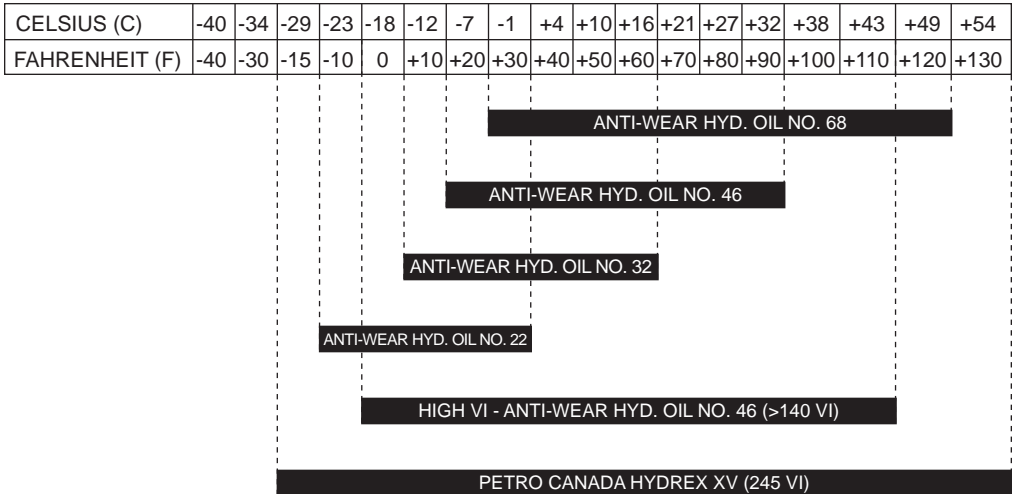 CELSIUS (C) -40 -34 -29 -23 -18 -12 -7 -1 +4 +10 +16 +21 +27 +32 +38 +43 +49 +54
FAHRENHEIT (F) -40 -30 -15 -10 0 +10 +20 +30 +40 +50 +60 +70 +80 +90 +100 +110 +120 +130
ANTI-WEAR HYD. OIL NO. 68
ANTI-WEAR HYD. OIL NO. 46
ANTI-WEAR HYD. OIL NO. 32
ANTI-WEAR HYD. OIL NO. 22
HIGH VI - ANTI-WEAR HYD. OIL NO. 46 (>140 VI)
PETRO CANADA HYDREX XV (245 VI)